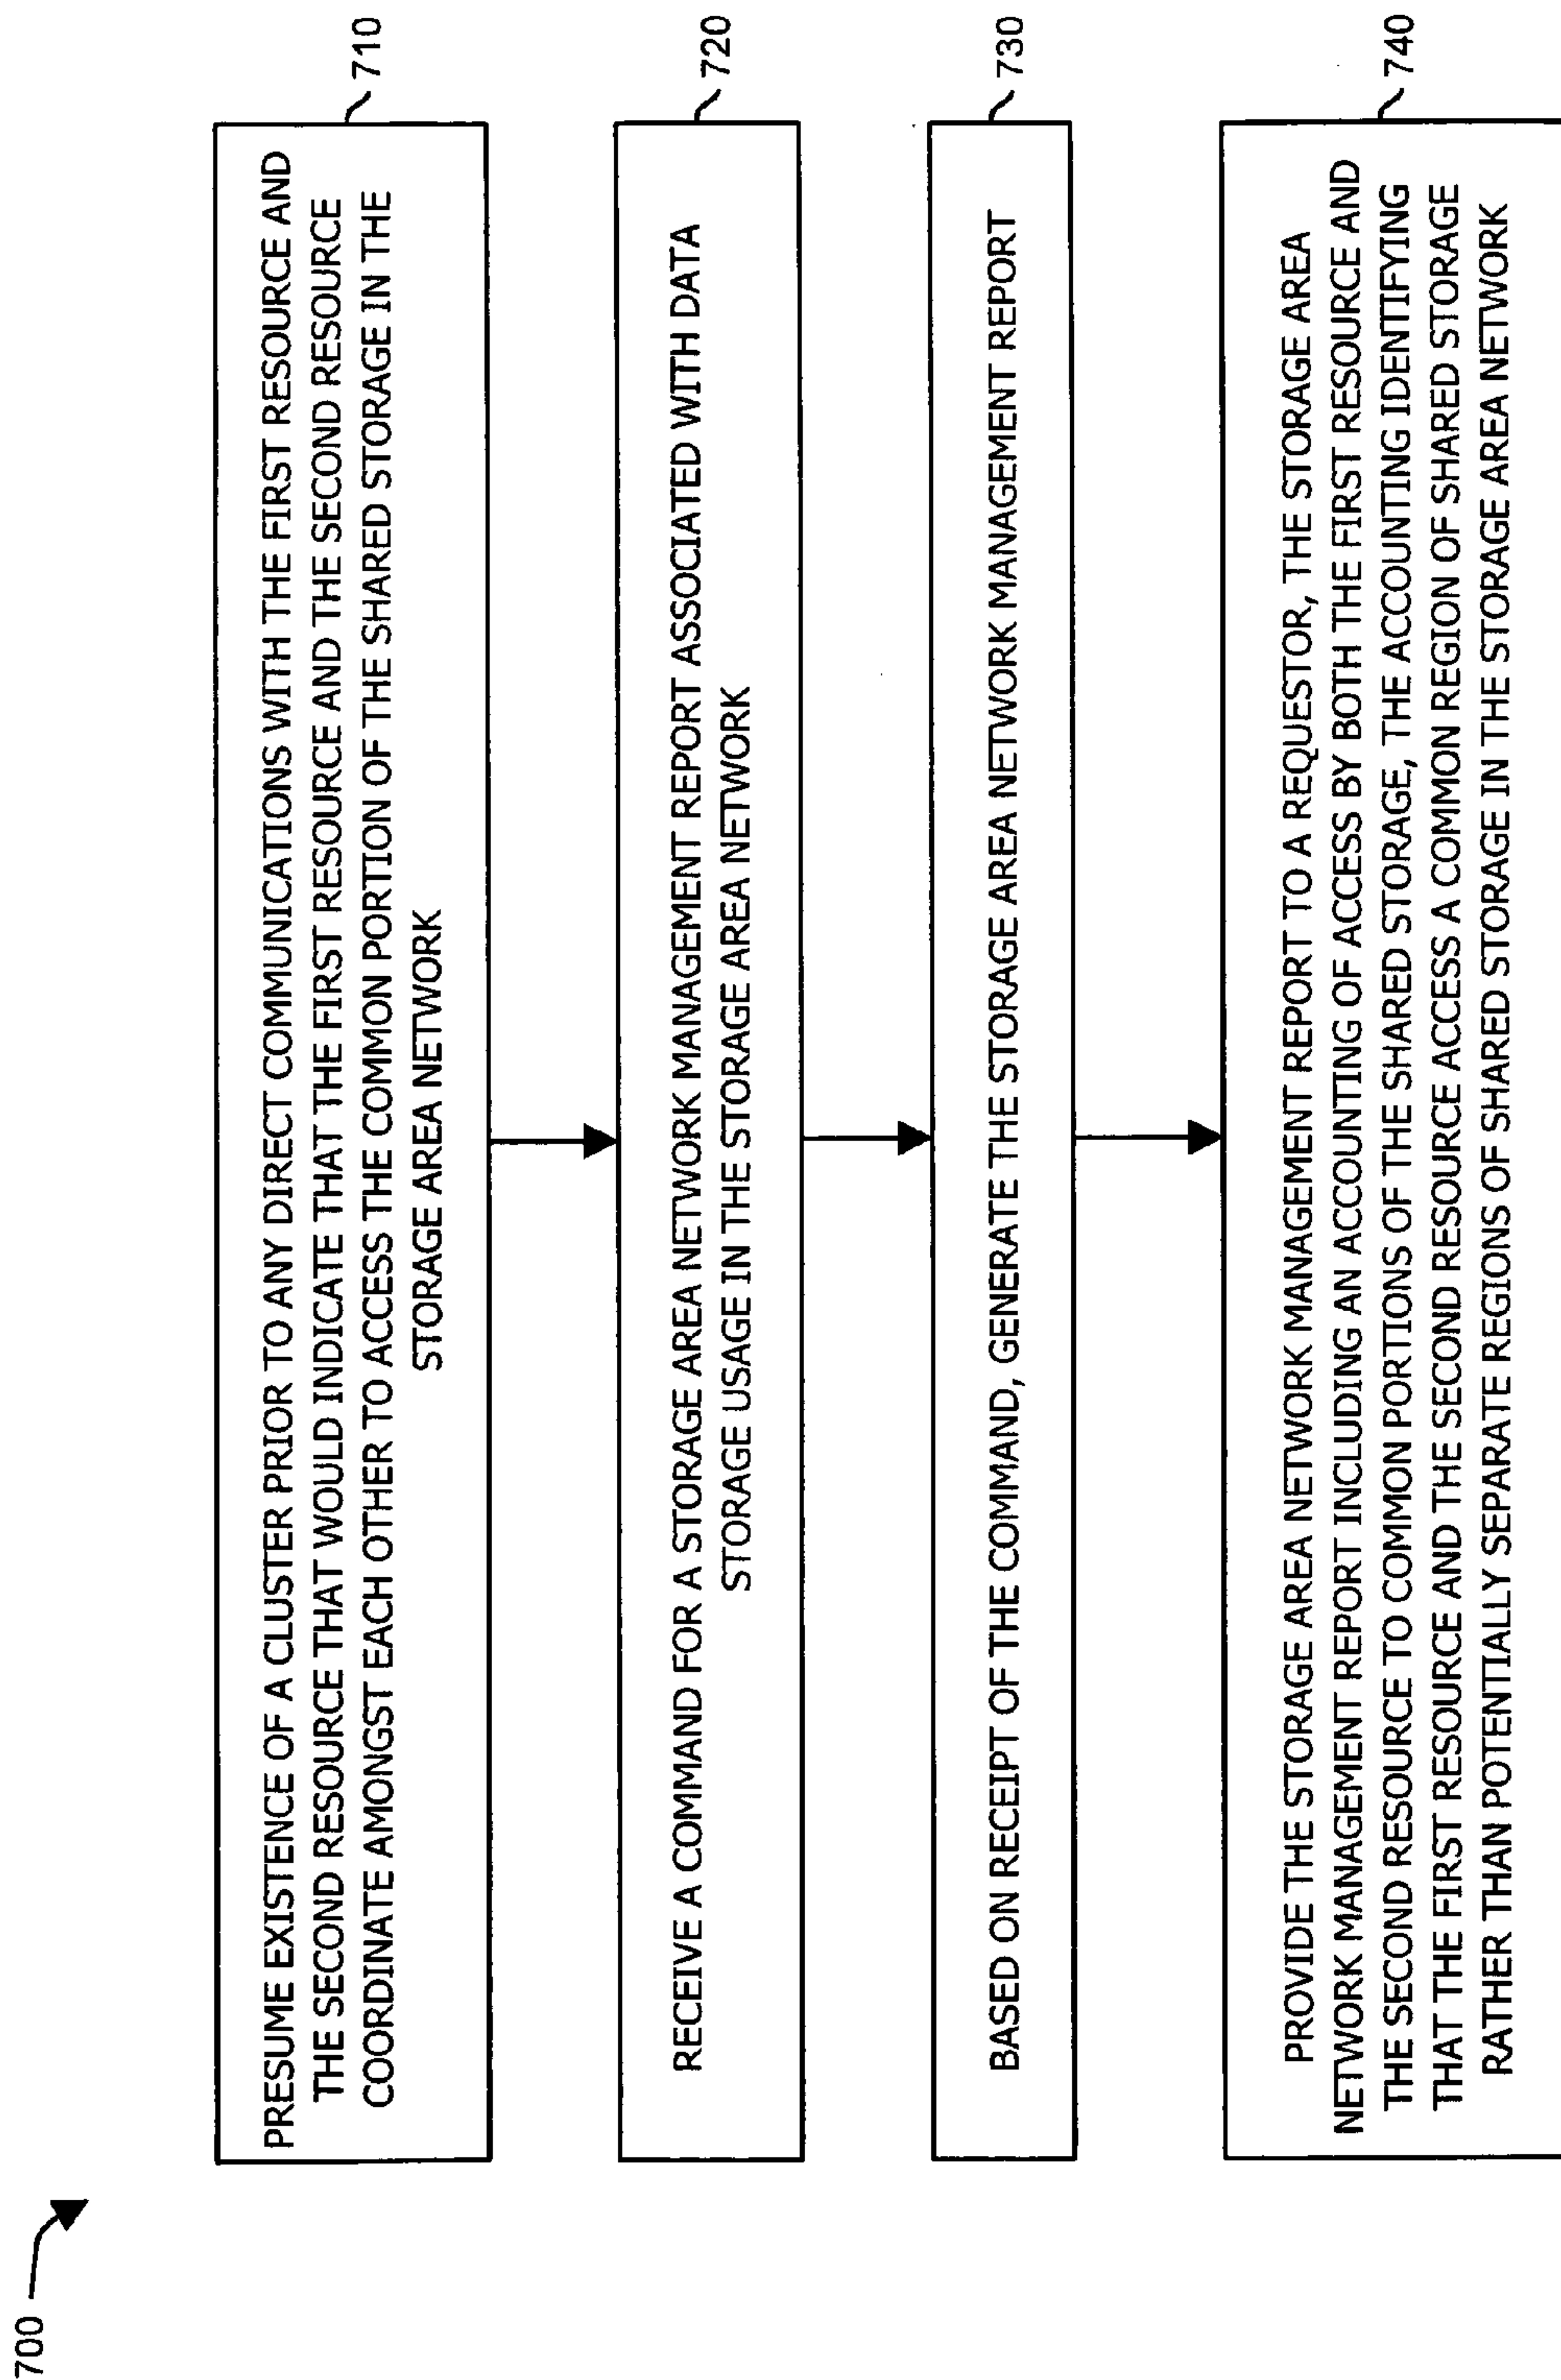 700
PRESUME EXISTENCE OF A CLUSTER PRIOR TO ANY DIRECT COMMUNICATIONS WITH THE FIRST RESOURCE AND
THE SECOND RESOURCE THAT WOULD INDICATE THAT THE FIRST RESOURCE AND THE SECOND RESOURCE
COORDINATE AMONGST EACH OTHER TO ACCESS THE COMMON PORTION OF THE SHARED STORAGE IN THE
STORAGE AREA NETWORK
710
RECEIVE A COMMAND FOR A STORAGE AREA NETWORK MANAGEMENT REPORT ASSOCIATED WITH DATA
STORAGE USAGE IN THE STORAGE AREA NETWORK
720
BASED ON RECEIPT OF THE COMMAND, GENERATE THE STORAGE AREA NETWORK MANAGEMENT REPORT
730
PROVIDE THE STORAGE AREA NETWORK MANAGEMENT REPORT TO A REQUESTOR, THE STORAGE AREA
NETWORK MANAGEMENT REPORT INCLUDING AN ACCOUNTING OF ACCESS BY BOTH THE FIRST RESOURCE AND
THE SECOND RESOURCE TO COMMON PORTIONS OF THE SHARED STORAGE, THE ACCOUNTING IDENTIFYING
THAT THE FIRST RESOURCE AND THE SECOND RESOURCE ACCESS A COMMON REGION OF SHARED STORAGE
RATHER THAN POTENTIALLY SEPARATE REGIONS OF SHARED STORAGE IN THE STORAGE AREA NETWORK
740